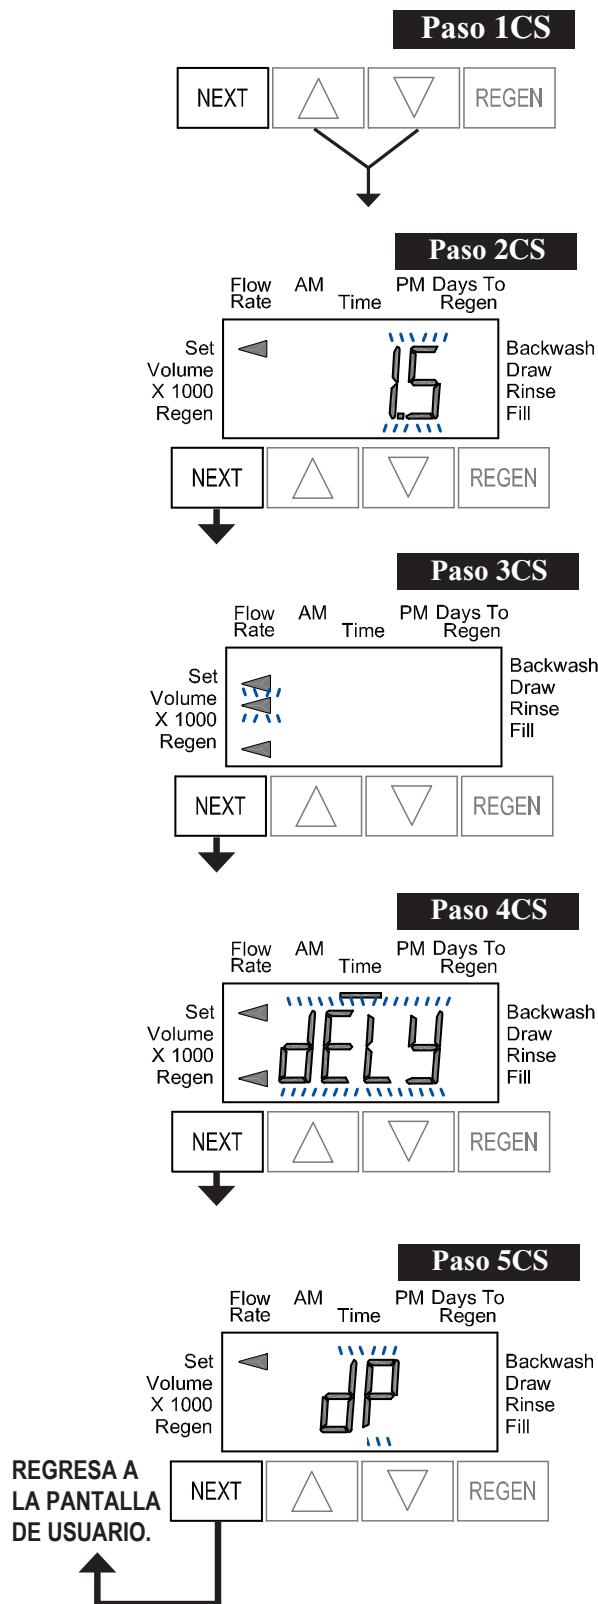 Paso 1CS
NEXT REGEN
Paso 2CS
Flow Rate AM Time PM Days To Regen
Set
Volume
X 1000
Regen
1.5
Backwash
Draw
Rinse
Fill
NEXT REGEN
Paso 3CS
Flow Rate AM Time PM Days To Regen
Set
Volume
X 1000
Regen
Backwash
Draw
Rinse
Fill
NEXT REGEN
Paso 4CS
Flow Rate AM Time PM Days To Regen
Set
Volume
X 1000
Regen
dELy
Backwash
Draw
Rinse
Fill
NEXT REGEN
Paso 5CS
Flow Rate AM Time PM Days To Regen
Set
Volume
X 1000
Regen
dP
Backwash
Draw
Rinse
Fill
REGRESA A
LA PANTALLA
DE USUARIO.
NEXT REGEN